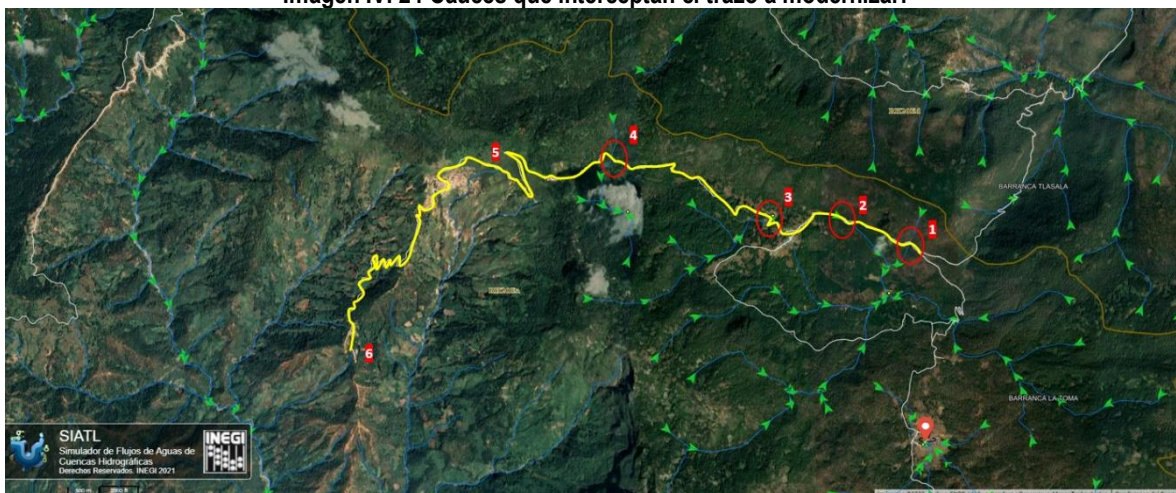 Imagen IV. 24 Cauces que interceptan el trazo a modernizar.
4
5
3
2
1
BARRANCA TLASALA
6
BARRANCA LA TOMA
SIATL
Simulador de Flujos de Aguas de
Cuencas Hidrográficas
Derechos Reservados. INEGI 2021
INEGI